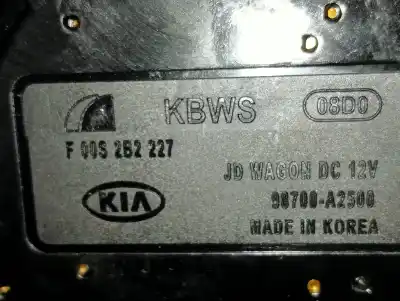 KBWS 08D0
F 00S 2B2 227
JD WAGON DC 12V
KIA
98700-A2500
MADE IN KOREA